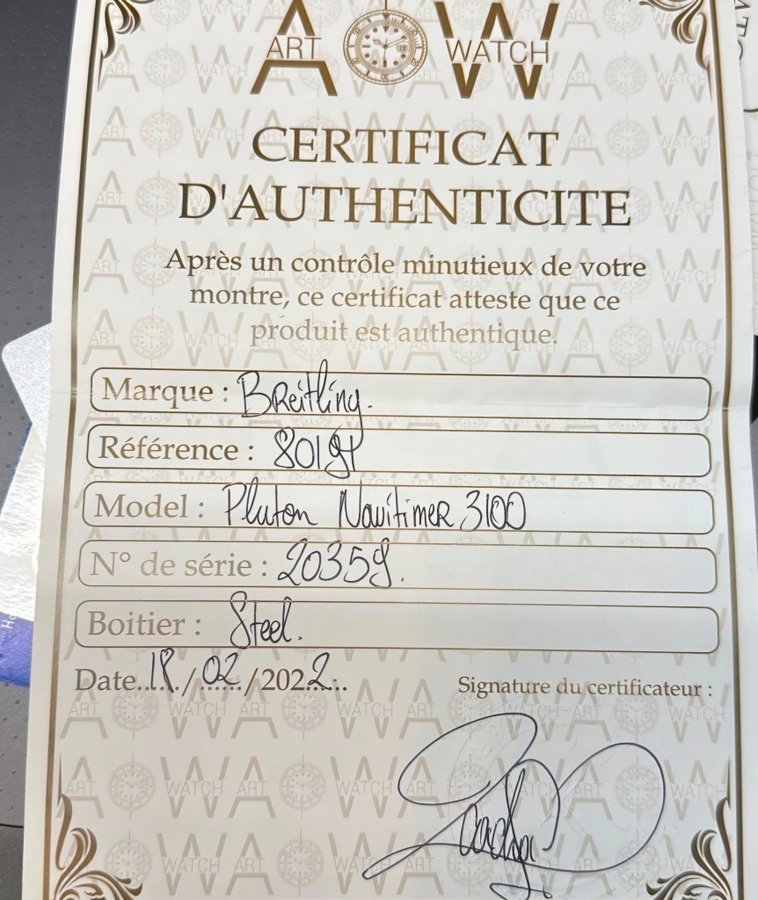 ART WATCH
CERTIFICAT
D'AUTHENTICITE
Après un contrôle minutieux de votre
montre, ce certificat atteste que ce
produit est authentique.
Marque : Breitling.
Référence : 80191
Model : Pluton Navitimer 3100
N° de série : 20359.
Boitier : Steel.
Date..18./.02./2022...
Signature du certificateur :